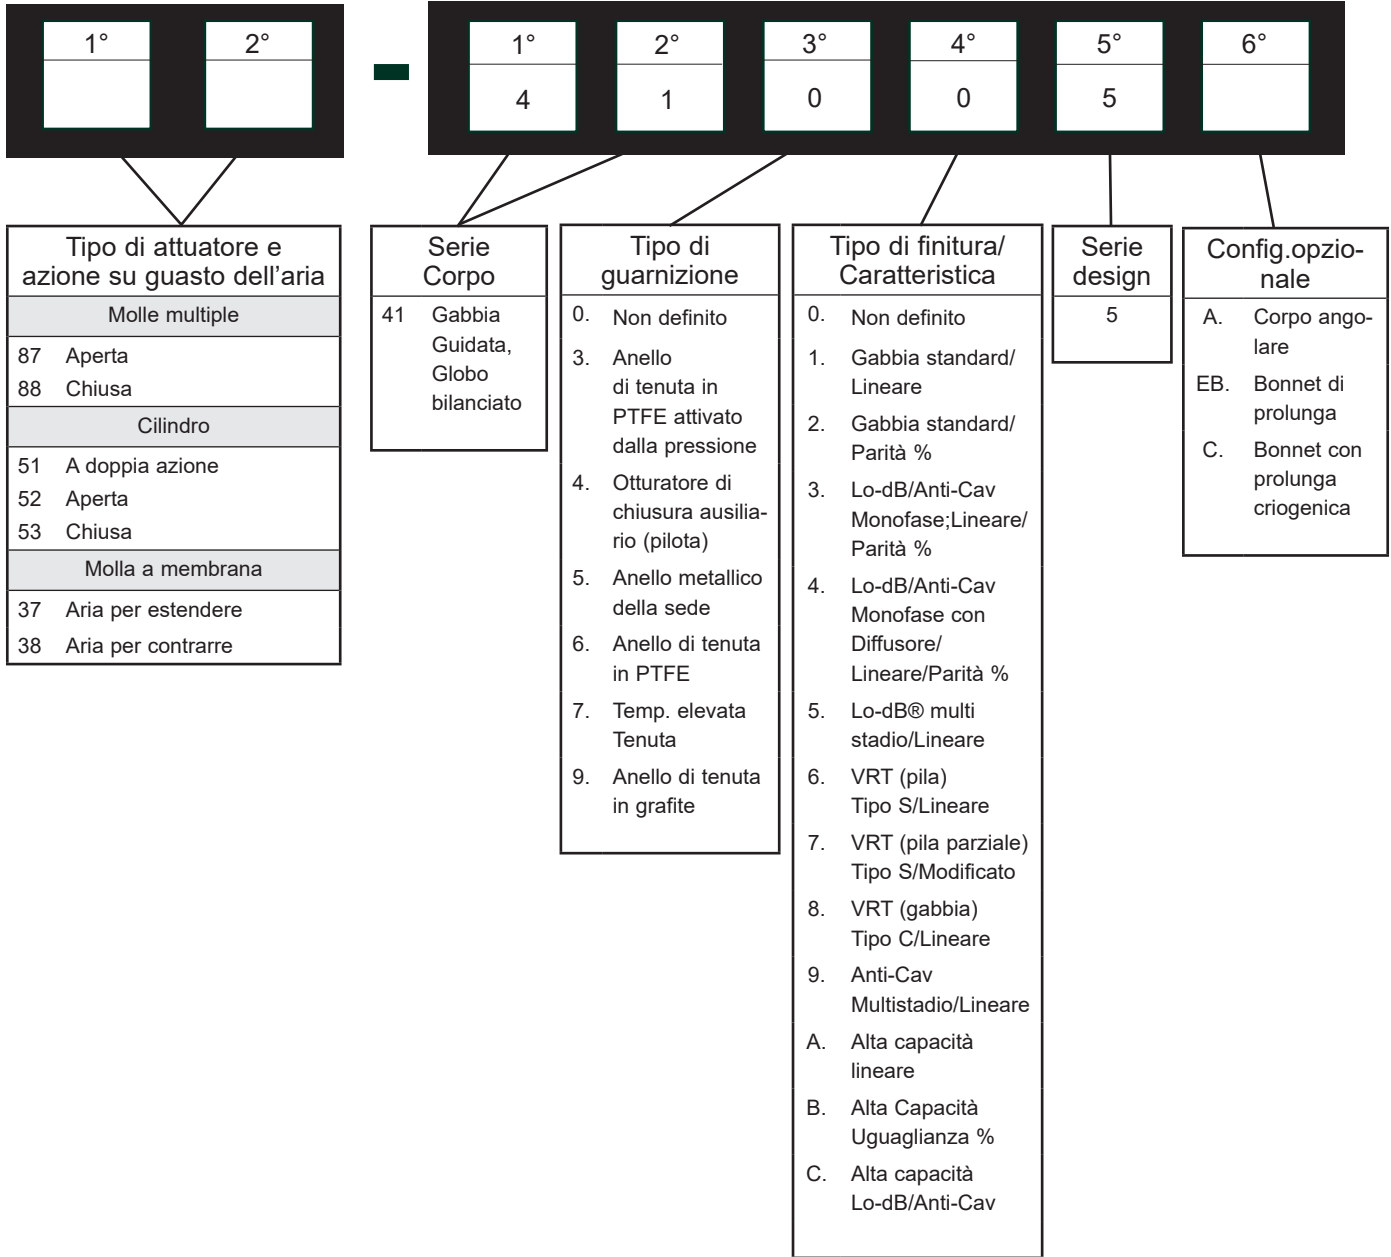 1°
2°
1°
2°
3°
4°
5°
6°
4
1
0
0
5
Tipo di attuatore e
azione su guasto dell'aria
Molle multiple
87 Aperta
88 Chiusa
Cilindro
51 A doppia azione
52 Aperta
53 Chiusa
Molla a membrana
37 Aria per estendere
38 Aria per contrarre
Serie
Corpo
41 Gabbia
Guidata,
Globo
bilanciato
Tipo di
guarnizione
0. Non definito
3. Anello
di tenuta in
PTFE attivato
dalla pressione
4. Otturatore di
chiusura ausilia-
rio (pilota)
5. Anello metallico
della sede
6. Anello di tenuta
in PTFE
7. Temp. elevata
Tenuta
9. Anello di tenuta
in grafite
Tipo di finitura/
Caratteristica
0. Non definito
1. Gabbia standard/
Lineare
2. Gabbia standard/
Parità %
3. Lo-dB/Anti-Cav
Monofase;Lineare/
Parità %
4. Lo-dB/Anti-Cav
Monofase con
Diffusore/
Lineare/Parità %
5. Lo-dB® multi
stadio/Lineare
6. VRT (pila)
Tipo S/Lineare
7. VRT (pila parziale)
Tipo S/Modificato
8. VRT (gabbia)
Tipo C/Lineare
9. Anti-Cav
Multistadio/Lineare
A. Alta capacità
lineare
B. Alta Capacità
Uguaglianza %
C. Alta capacità
Lo-dB/Anti-Cav
Serie
design
5
Config.opzio-
nale
A. Corpo ango-
lare
EB. Bonnet di
prolunga
C. Bonnet con
prolunga
criogenica